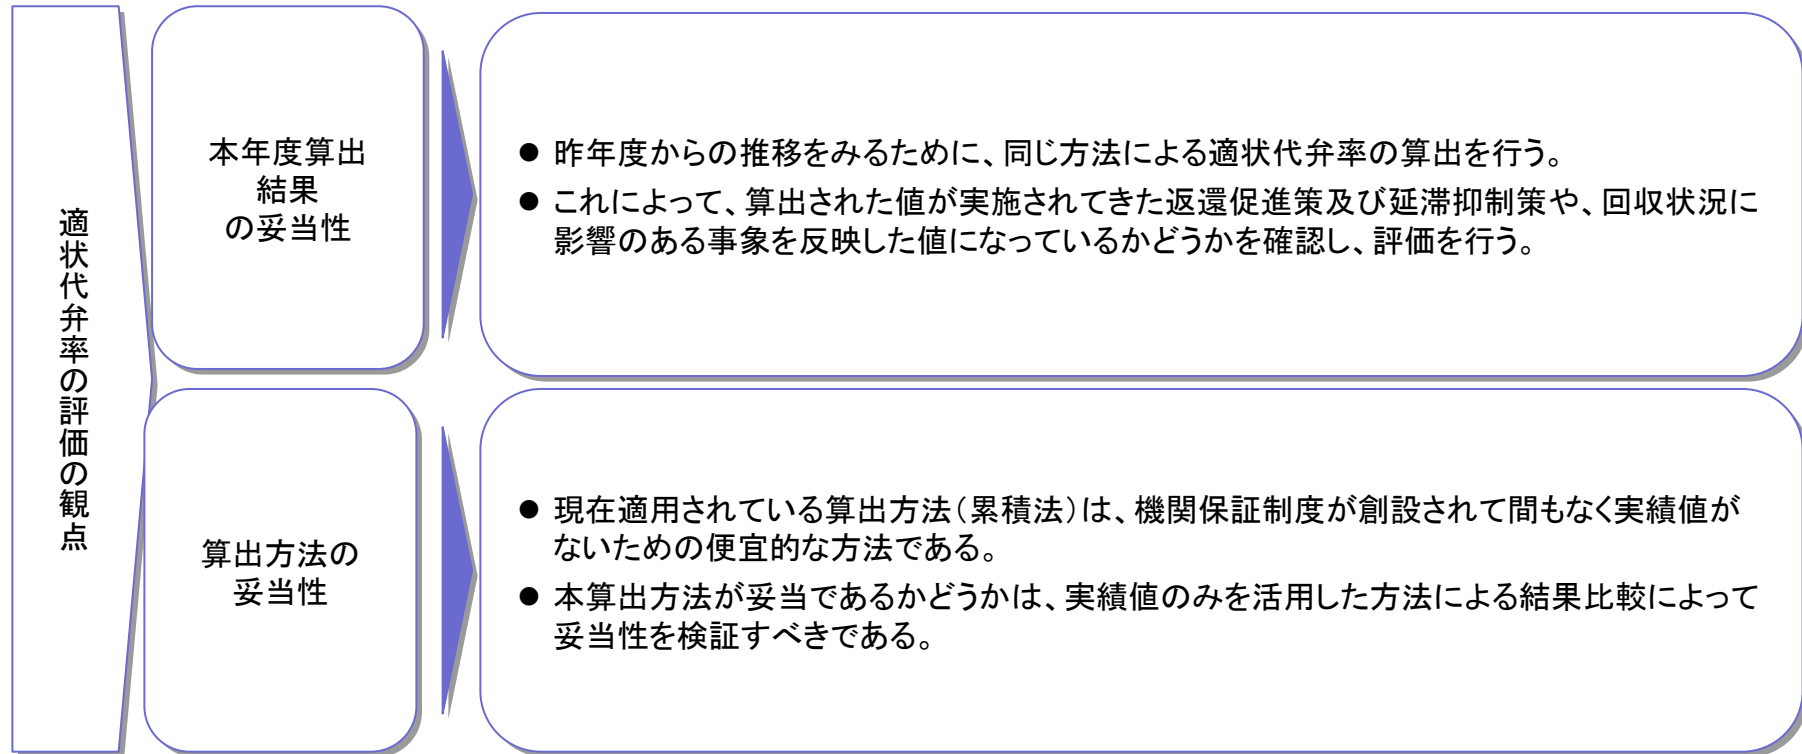 適状代弁率の評価の観点
本年度算出
結果
の妥当性
● 昨年度からの推移をみるために、同じ方法による適状代弁率の算出を行う。
● これによって、算出された値が実施されてきた返還促進策及び延滞抑制策や、回収状況に
影響のある事象を反映した値になっているかどうかを確認し、評価を行う。
算出方法の
妥当性
● 現在適用されている算出方法（累積法）は、機関保証制度が創設されて間もなく実績値が
ないための便宜的な方法である。
● 本算出方法が妥当であるかどうかは、実績値のみを活用した方法による結果比較によって
妥当性を検証すべきである。